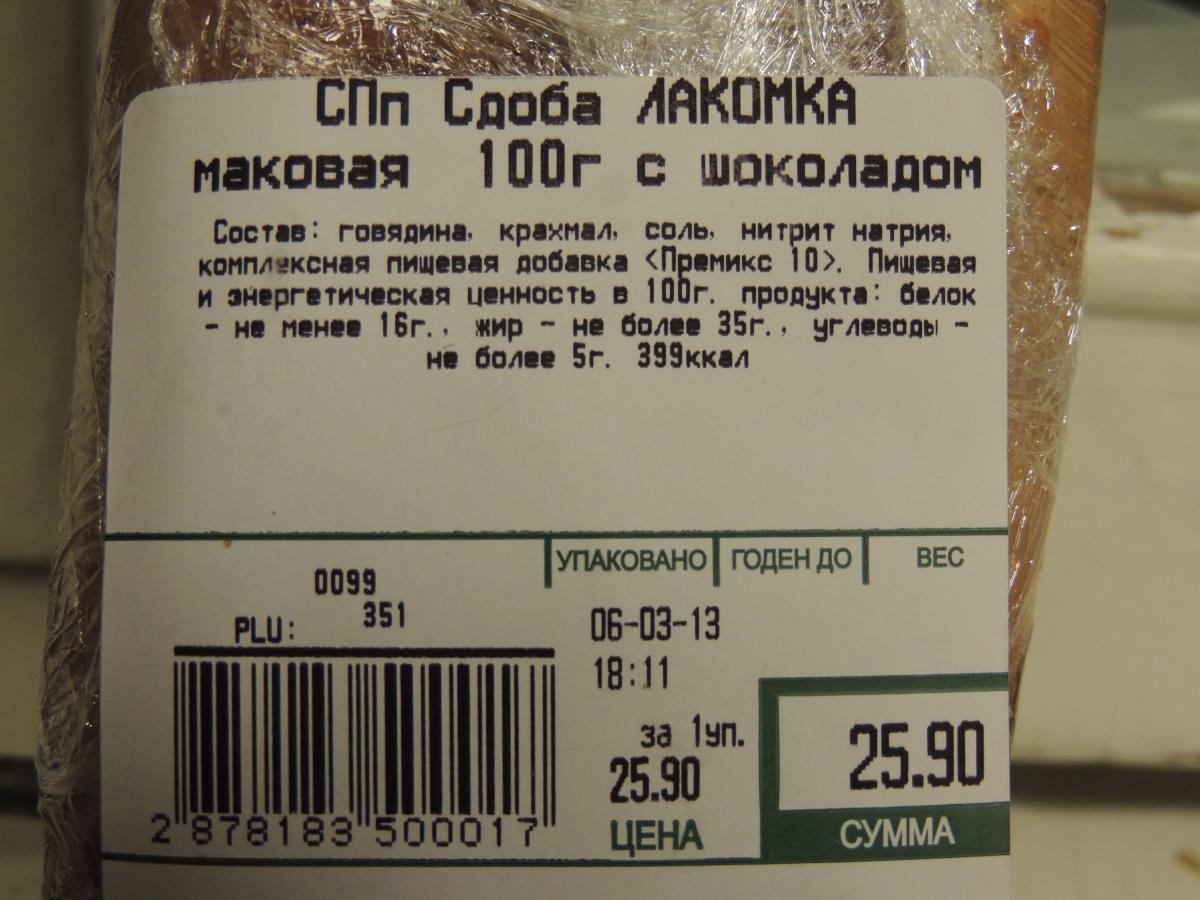 СПп Сдоба ЛАКОМКА
маковая 100г с шоколадом
Состав: говядина, крахмал, соль, нитрит натрия,
комплексная пищевая добавка <Премикс 10>. Пищевая
и энергетическая ценность в 100г. продукта: белок
- не менее 16г., жир - не более 35г., углеводы -
не более 5г. 399ккал
УПАКОВАНО ГОДЕН ДО ВЕС
0099
351
PLU:
06-03-13
18:11
за 1уп.
25.90
25.90
2 878183 500017
ЦЕНА
СУММА